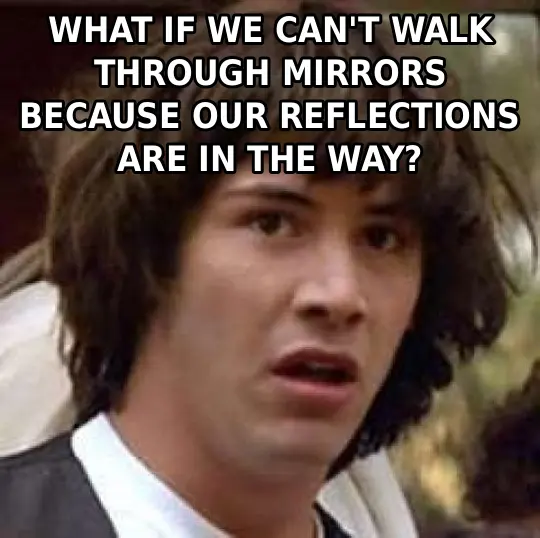 WHAT IF WE CAN'T WALK
THROUGH MIRRORS
BECAUSE OUR REFLECTIONS
ARE IN THE WAY?